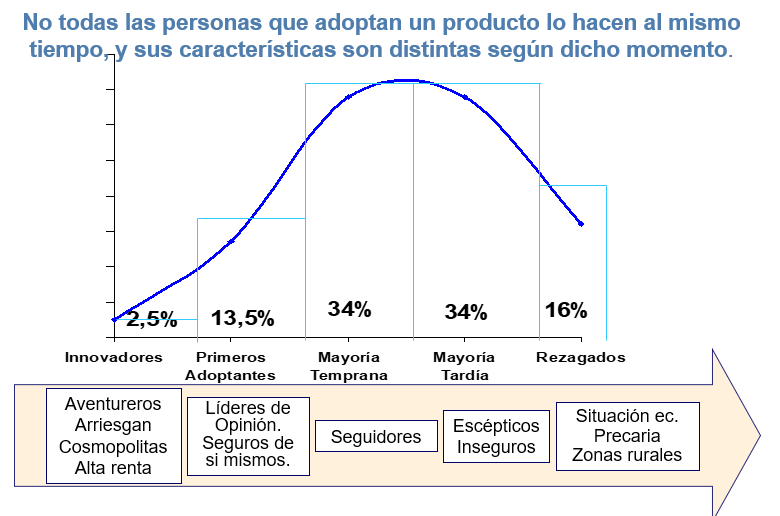 No todas las personas que adoptan un producto lo hacen al mismo
tiempo, y sus características son distintas según dicho momento.
2,5%
13,5%
34%
34%
16%
Innovadores
Primeros
Adoptantes
Mayoría
Temprana
Mayoría
Tardía
Rezagados
Aventureros
Arriesgan
Cosmopolitas
Alta renta
Líderes de
Opinión.
Seguros de
si mismos.
Seguidores
Escépticos
Inseguros
Situación ec.
Precaria
Zonas rurales